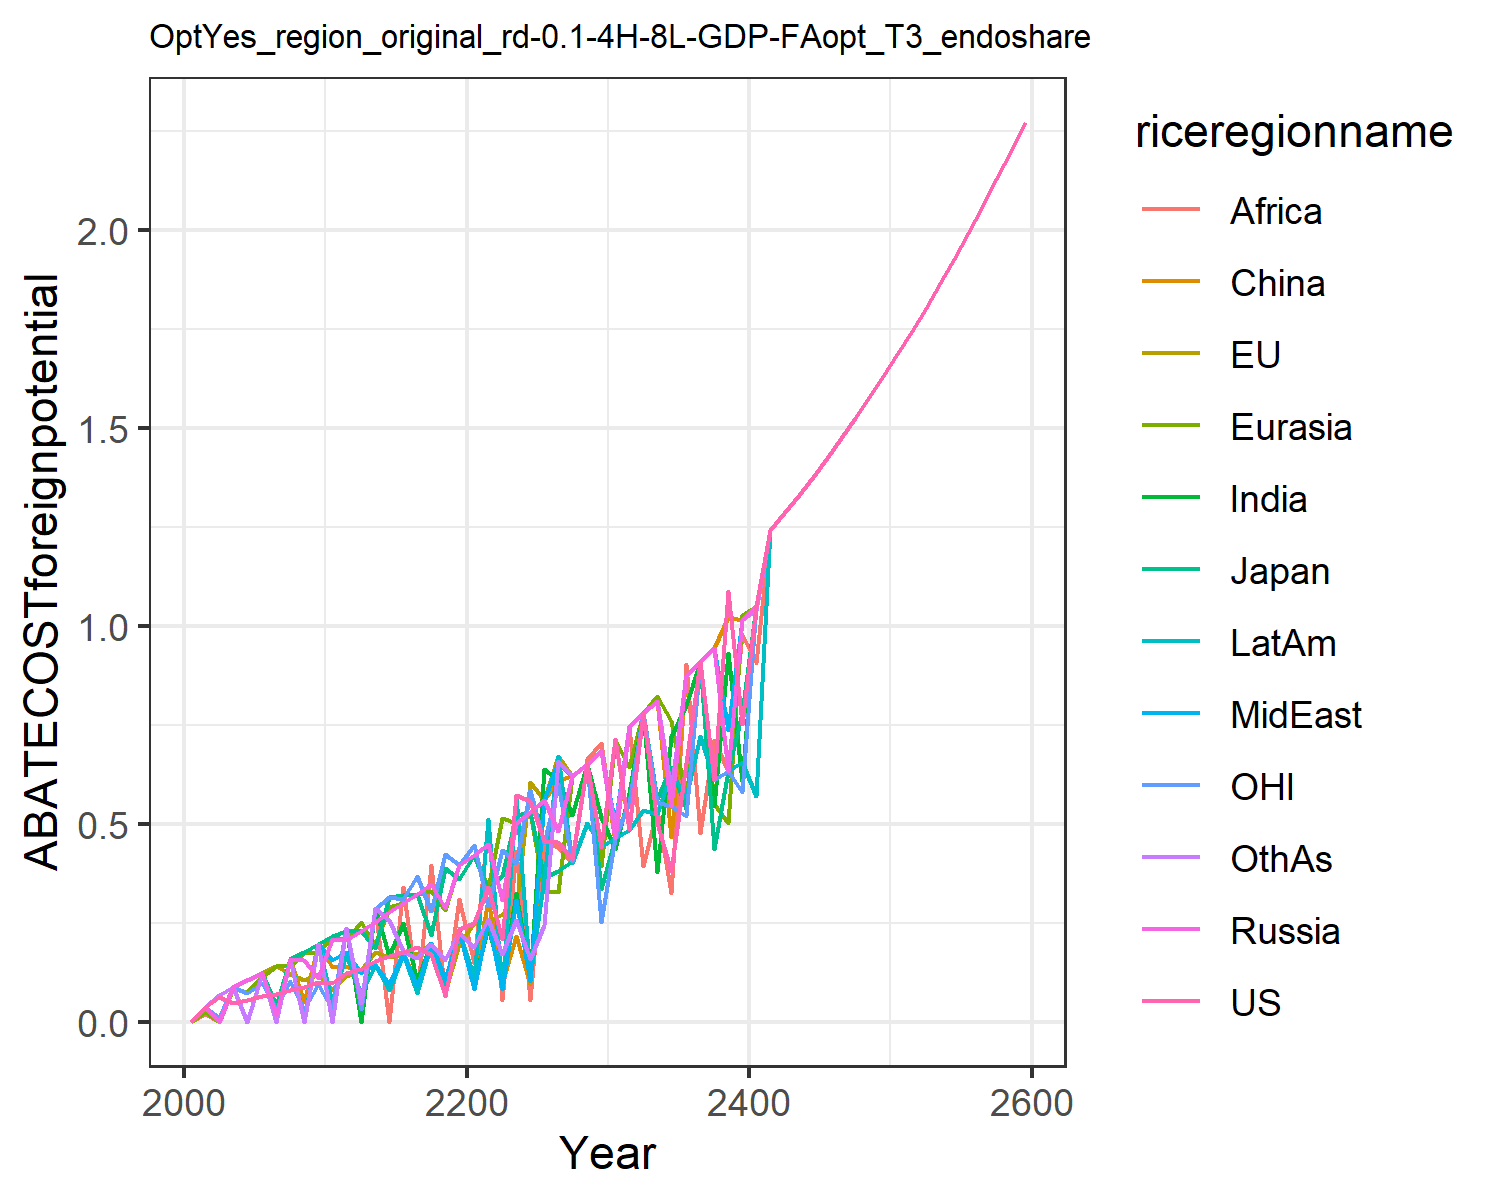 OptYes_region_original_rd-0.1-4H-8L-GDP-FAopt_T3_endoshare
ABATECOSTforeignpotential
2.0
1.5
1.0
0.5
0.0
2000
2200
2400
2600
Year
riceregionname
Africa
China
EU
Eurasia
India
Japan
LatAm
MidEast
OHI
OthAs
Russia
US